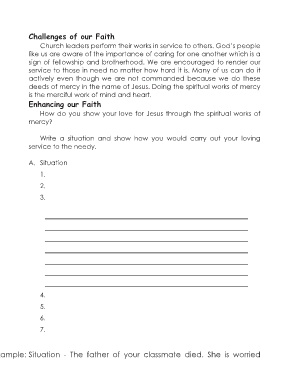 Challenges of our Faith
Church leaders perform their works in service to others. God's people
like us are aware of the importance of caring for one another which is a
sign of fellowship and brotherhood. We are encouraged to render our
service to those in need no matter how hard it is. Many of us can do it
actively even though we are not commanded because we do these
deeds of mercy in the name of Jesus. Doing the spiritual works of mercy
is the merciful work of mind and heart.
Enhancing our Faith
How do you show your love for Jesus through the spiritual works of
mercy?
Write a situation and show how you would carry out your loving
service to the needy.
A. Situation
1.
2.
3.
4.
5.
6.
7.
ample: Situation - The father of your classmate died. She is worried